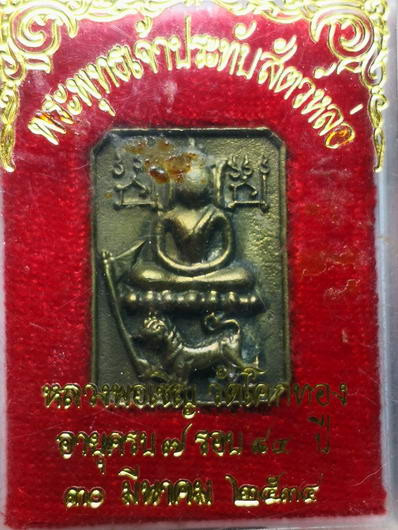 พระพุทธเจ้าประทับสัตว์หล่อ
หลวงพ่อเชิญ วัดโคกทอง
อายุครบ ๗ รอบ ๘๔ ปี
๓๐ มีนาคม ๒๕๓๔